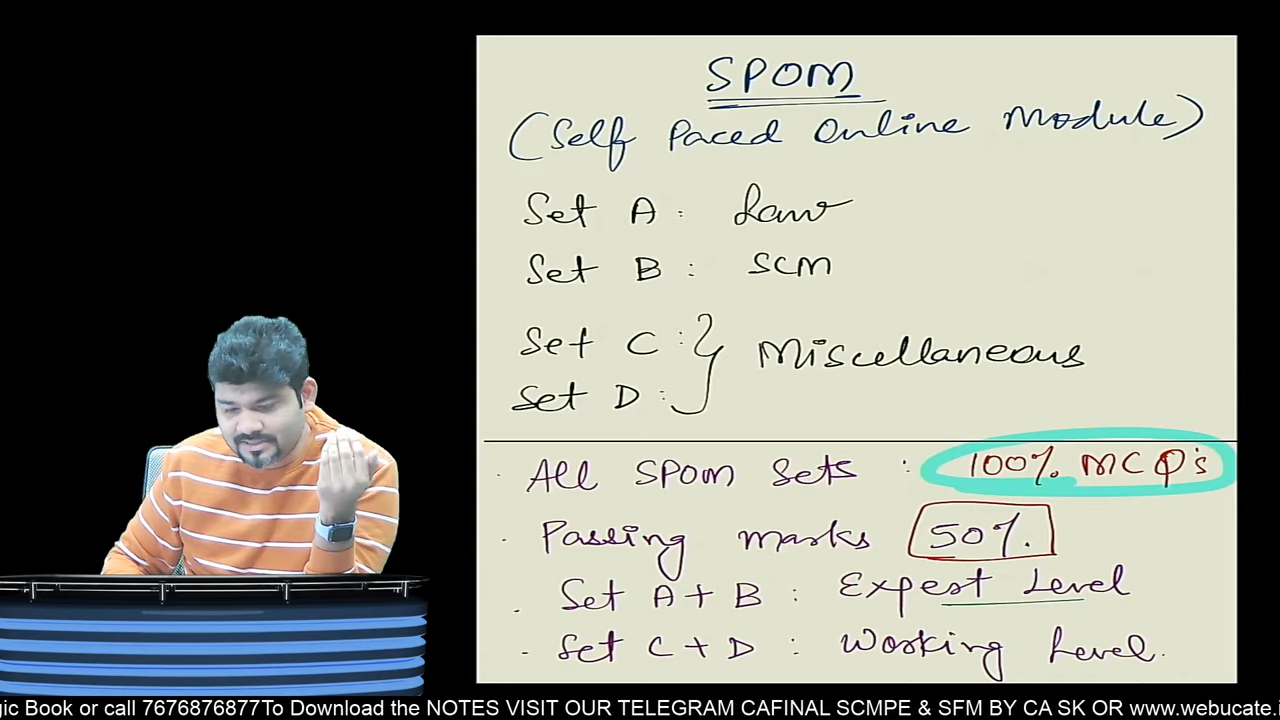 SPOM
(Self Paced Online Module)
Set A : Law
Set B : SCM
Set C :
Set D :
} Miscellaneous
· All SPOM Sets : 100% MCQ's
· Passing marks 50%.
· Set A + B : Expert Level
· Set C + D : Working Level.
gic Book or call 7676876877To Download the NOTES VISIT OUR TELEGRAM CAFINAL SCMPE & SFM BY CA SK OR www.webucate.